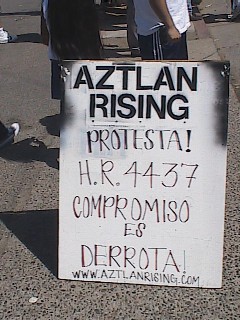 AZTLAN
RISING
PROTESTA!
H.R. 4437
COMPROMISO
ES
DERROTA!
WWW.AZTLANRISING.COM